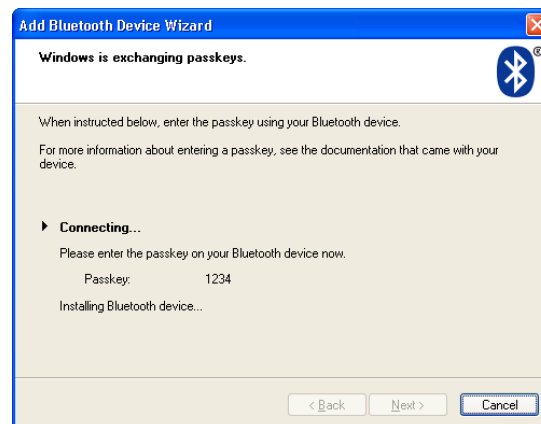 Add Bluetooth Device Wizard
Windows is exchanging passkeys.
When instructed below, enter the passkey using your Bluetooth device.
For more information about entering a passkey, see the documentation that came with your
device.
Connecting...
Please enter the passkey on your Bluetooth device now.
Passkey: 1234
Installing Bluetooth device...
< Back Next > Cancel